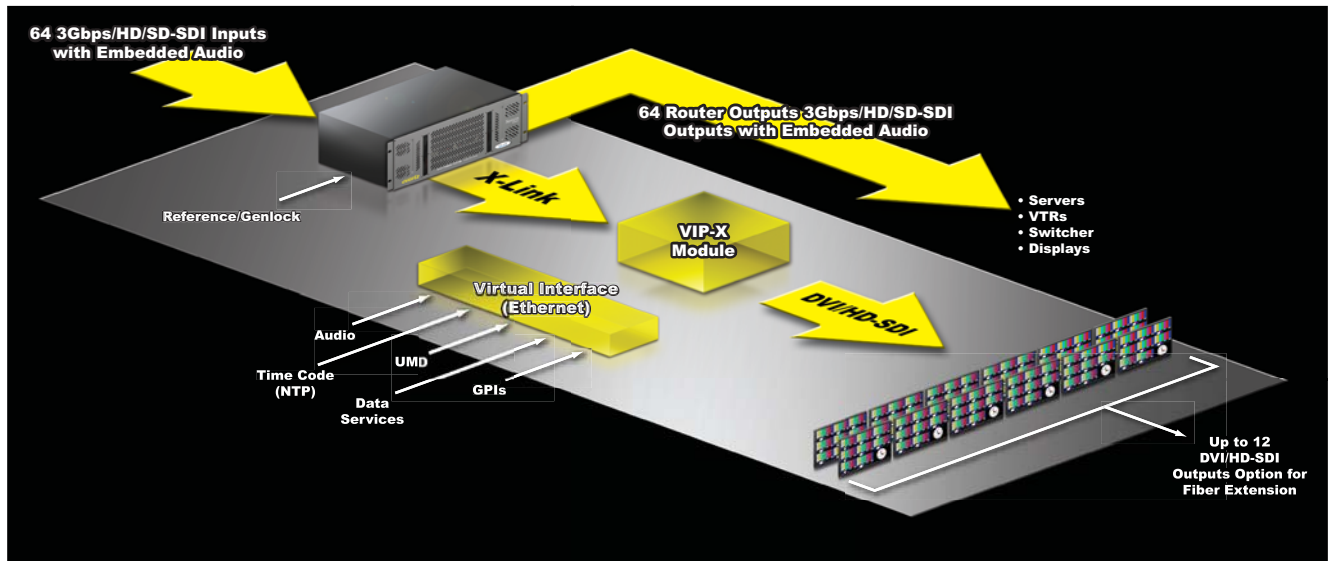 64 3Gbps/HD/SD-SDI Inputs
with Embedded Audio
64 Router Outputs 3Gbps/HD/SD-SDI
Outputs with Embedded Audio
X-Link
Reference/Genlock
• Servers
• VTRs
• Switcher
• Displays
VIP-X
Module
Virtual Interface
(Ethernet)
DVI/HD-SDI
Audio
Time Code
(NTP)
UMD
Data
Services
GPIs
Up to 12
DVI/HD-SDI
Outputs Option for
Fiber Extension